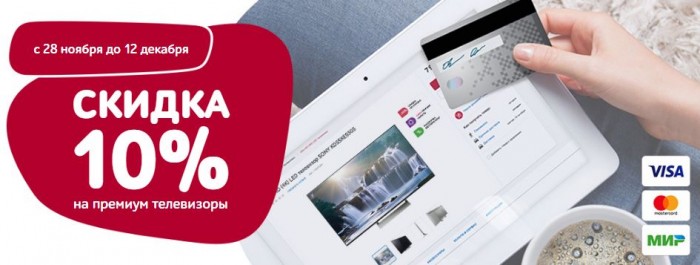 с 28 ноября до 12 декабря
СКИДКА
10%
на премиум телевизоры
VISA
mastercard
МИР